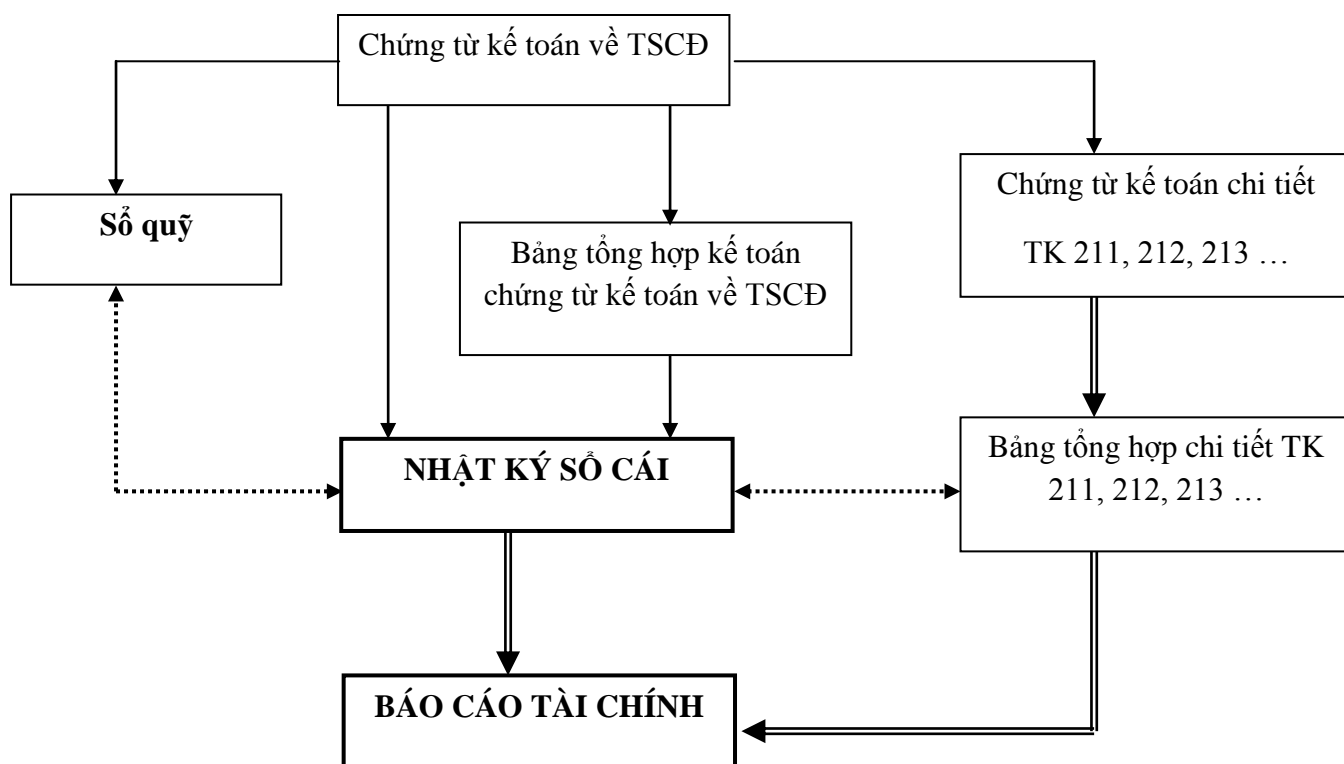 Chứng từ kế toán về TSCĐ
Sổ quỹ
Bảng tổng hợp kế toán
chứng từ kế toán về TSCĐ
Chứng từ kế toán chi tiết
TK 211, 212, 213 …
NHẬT KÝ SỔ CÁI
Bảng tổng hợp chi tiết TK
211, 212, 213 …
BÁO CÁO TÀI CHÍNH